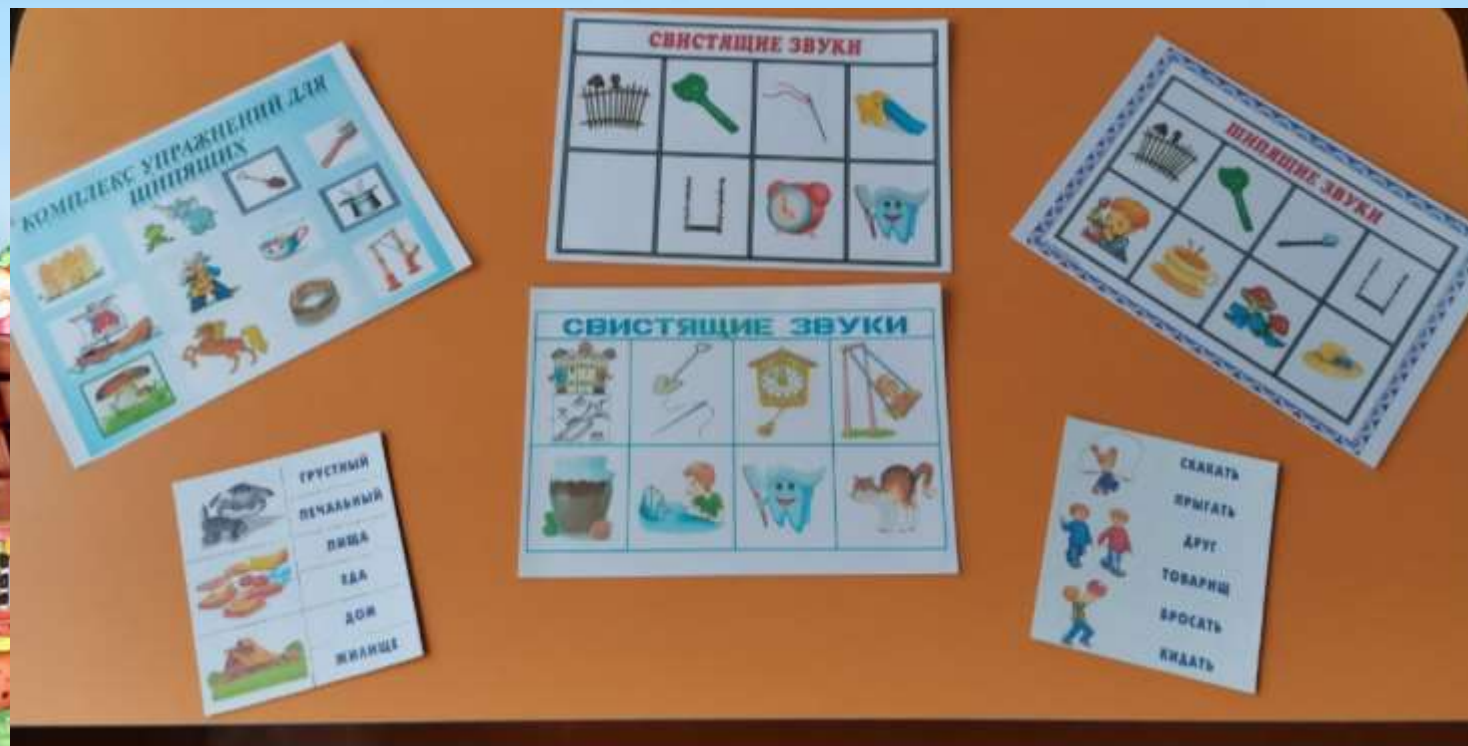 КОМПЛЕКС УПРАЖНЕНИЙ ДЛЯ
ШИПЯЩИХ
СВИСТЯЩИЕ ЗВУКИ
ШИПЯЩИЕ ЗВУКИ
СВИСТЯЩИЕ ЗВУКИ
ГРУСТНЫЙ
ПЕЧАЛЬНЫЙ
ПИЩА
ЕДА
ДОМ
ЖИЛИЩЕ
СКАКАТЬ
ПРЫГАТЬ
ДРУГ
ТОВАРИЩ
БРОСАТЬ
КИДАТЬ